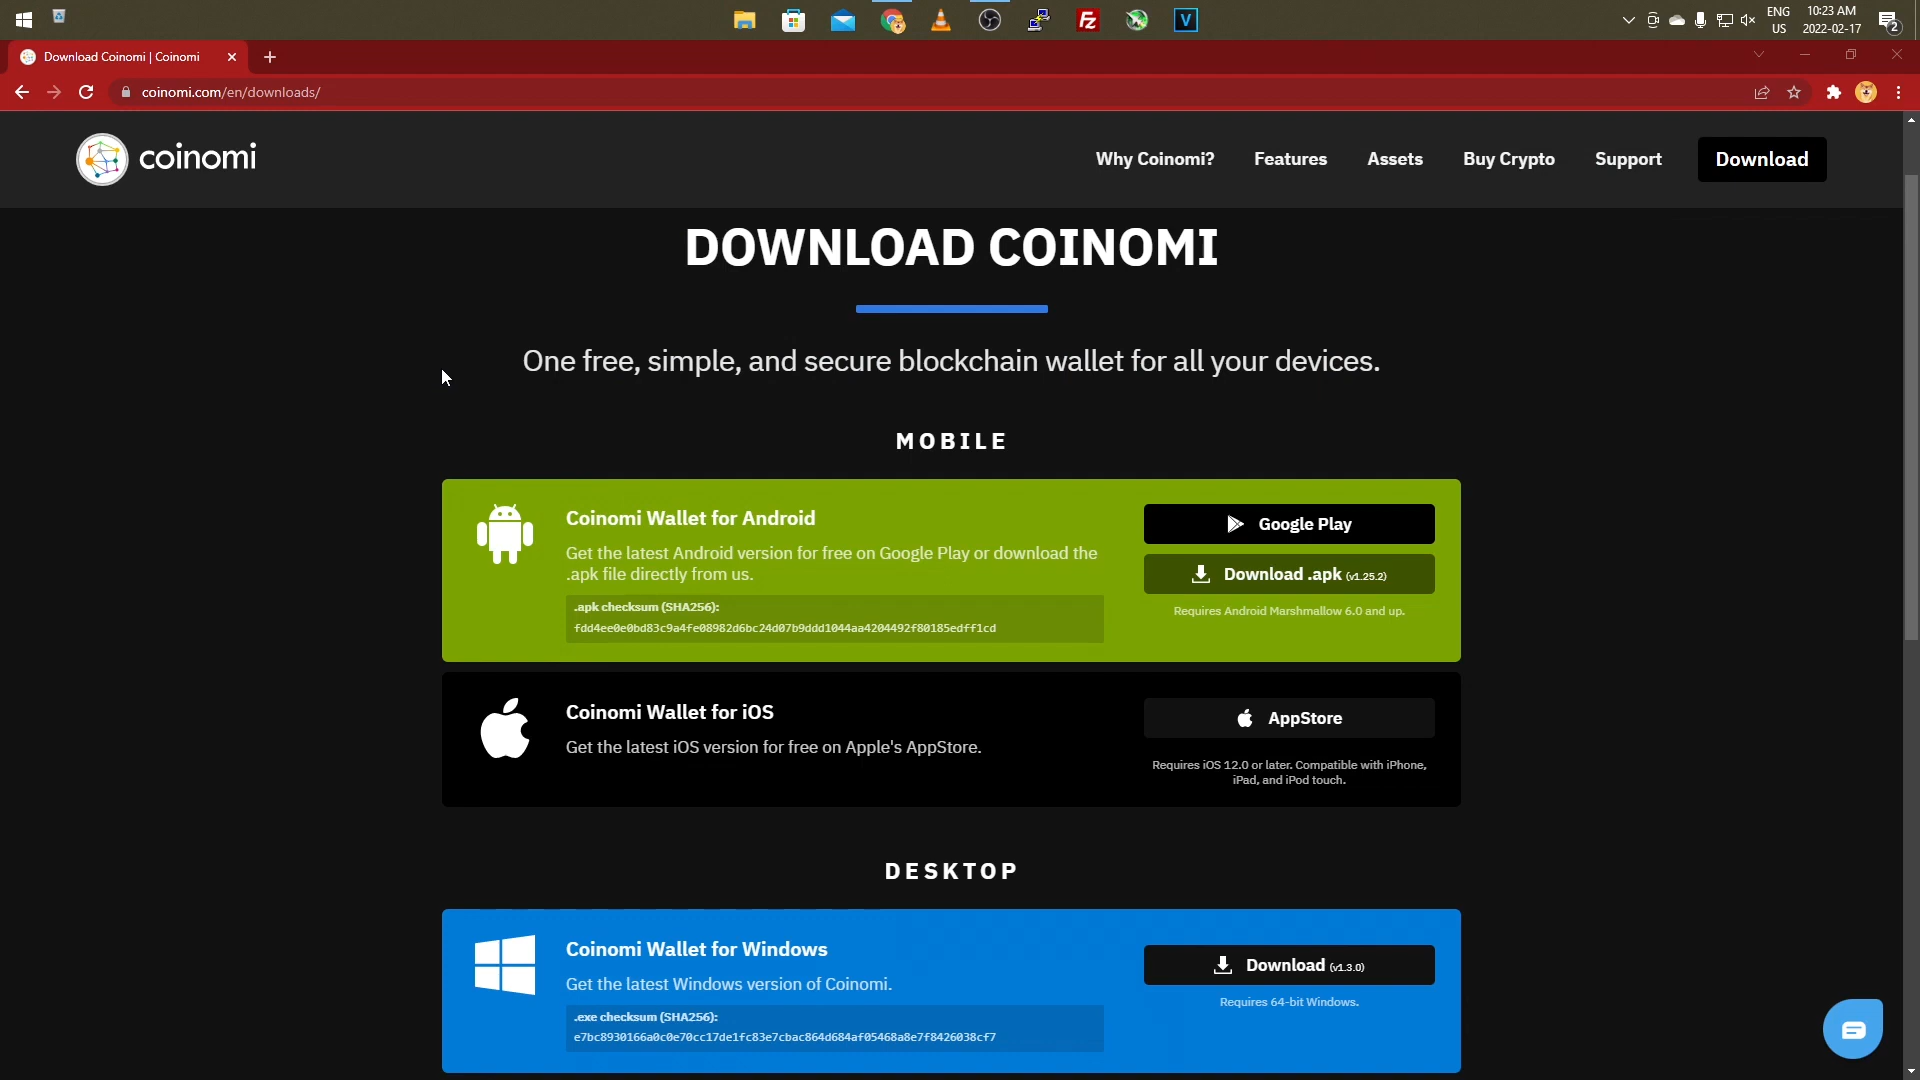 ENG
US
10:23 AM
2022-02-17
2
Download Coinomi | Coinomi
coinomi.com/en/downloads/
coinomi
Why Coinomi?
Features
Assets
Buy Crypto
Support
Download
DOWNLOAD COINOMI
One free, simple, and secure blockchain wallet for all your devices.
MOBILE
Coinomi Wallet for Android
Get the latest Android version for free on Google Play or download the
.apk file directly from us.
.apk checksum (SHA256):
fdd4ee0e0bd83c9a4fe08982d6bc24d07b9ddd1044aa4204492f80185edff1cd
Google Play
Download .apk (v1.25.2)
Requires Android Marshmallow 6.0 and up.
Coinomi Wallet for iOS
Get the latest iOS version for free on Apple's AppStore.
AppStore
Requires iOS 12.0 or later. Compatible with iPhone,
iPad, and iPod touch.
DESKTOP
Coinomi Wallet for Windows
Get the latest Windows version of Coinomi.
.exe checksum (SHA256):
e7bc8930166a0c0e70cc17de1fc83e7cbac864d684af05468a8e7f8426038cf7
Download (v1.3.0)
Requires 64-bit Windows.